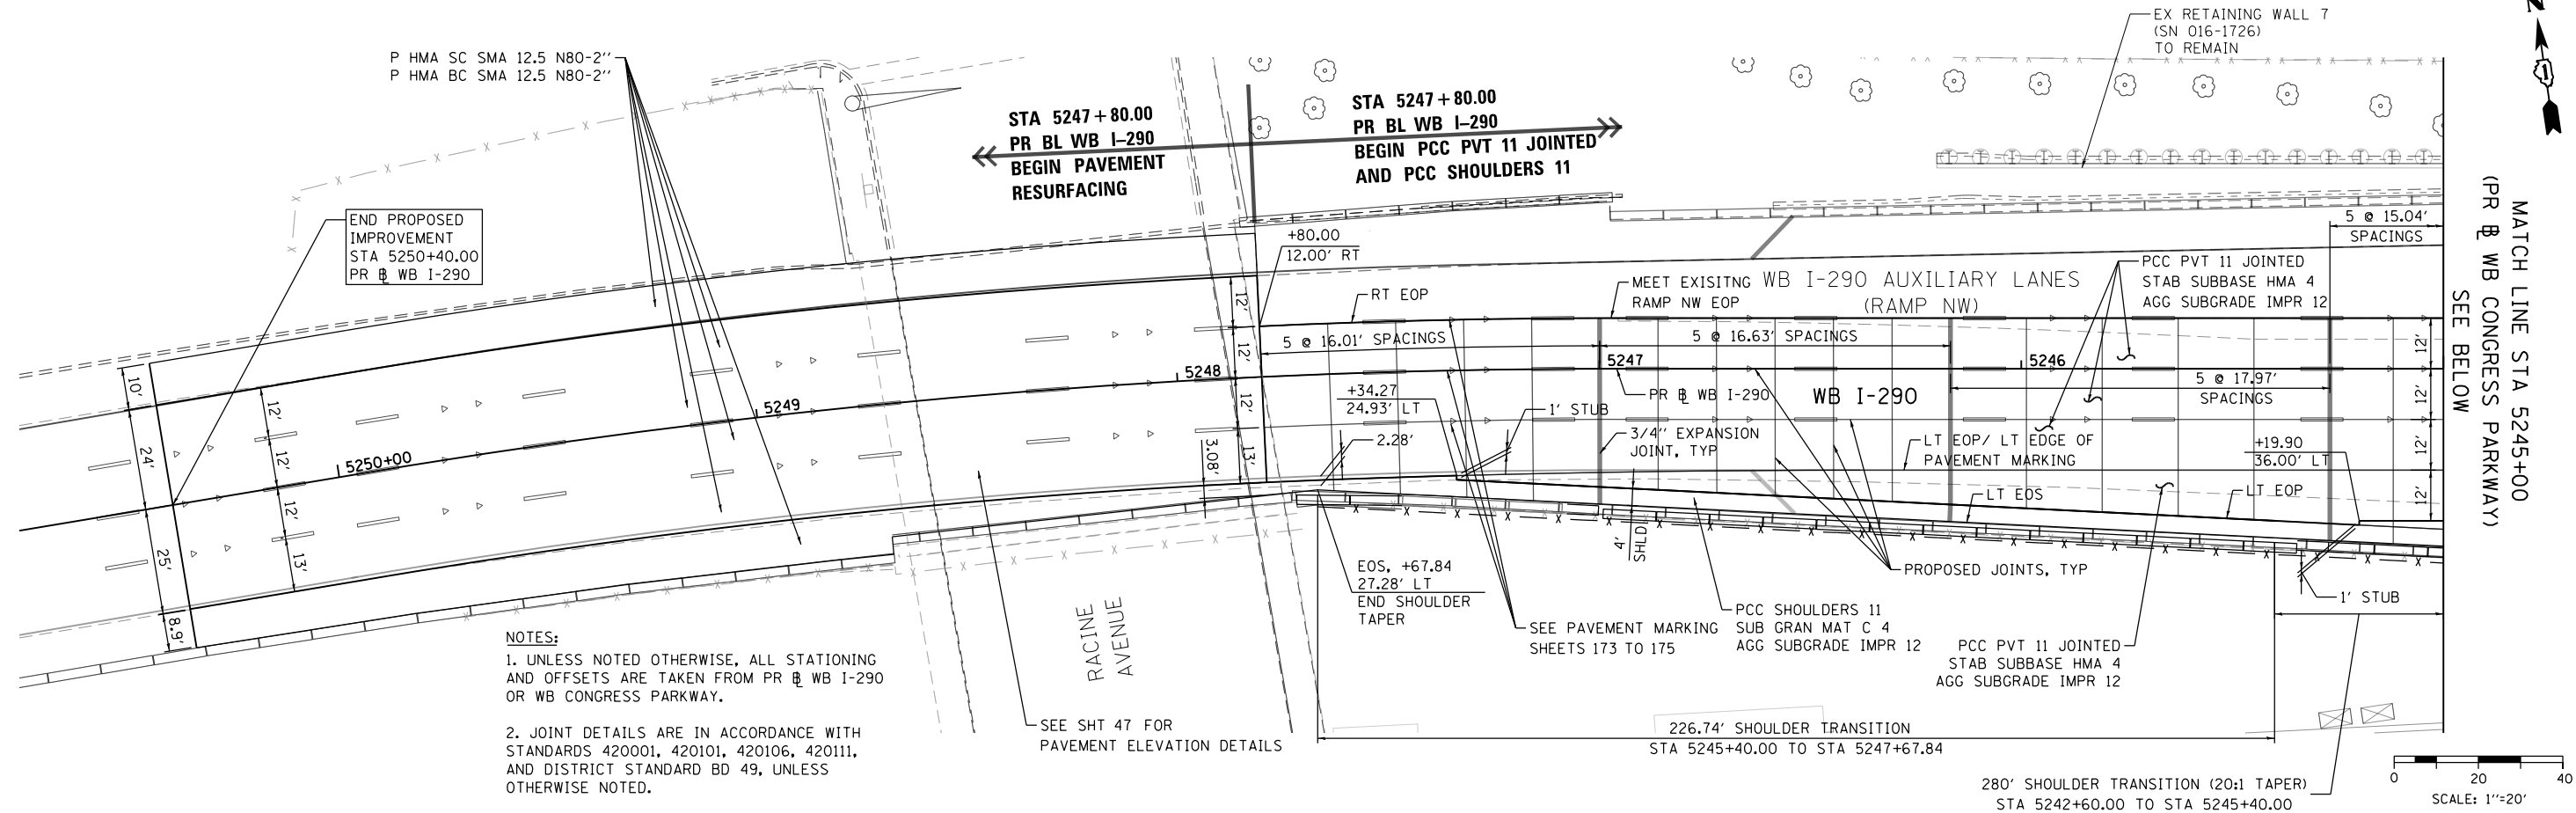 EX RETAINING WALL 7
(SN 016-1726)
TO REMAIN
N
1
P HMA SC SMA 12.5 N80-2''
P HMA BC SMA 12.5 N80-2''
STA 5247+80.00
PR BL WB I-290
BEGIN PAVEMENT
RESURFACING
STA 5247+80.00
PR BL WB I-290
BEGIN PCC PVT 11 JOINTED
AND PCC SHOULDERS 11
MATCH LINE STA 5245+00
(PR BL WB CONGRESS PARKWAY)
SEE BELOW
END PROPOSED
IMPROVEMENT
STA 5250+40.00
PR BL WB I-290
+80.00
12.00' RT
5 @ 15.04'
SPACINGS
PCC PVT 11 JOINTED
STAB SUBBASE HMA 4
AGG SUBGRADE IMPR 12
MEET EXISITNG
RAMP NW EOP
WB I-290 AUXILIARY LANES
(RAMP NW)
RT EOP
5 @ 16.01' SPACINGS
5 @ 16.63' SPACINGS
5 @ 17.97'
SPACINGS
5250+00
5249
5248
5247
5246
PR BL WB I-290
WB I-290
+34.27
24.93' LT
1' STUB
2.28'
3/4'' EXPANSION
JOINT, TYP
LT EOP/ LT EDGE OF
PAVEMENT MARKING
+19.90
36.00' LT
LT EOS
LT EOP
10'
24'
25'
8.9'
12'
12'
12'
13'
12'
12'
12'
13'
3.08'
12'
12'
12'
12'
4'
SHLD
EOS, +67.84
27.28' LT
END SHOULDER
TAPER
PROPOSED JOINTS, TYP
1' STUB
SEE PAVEMENT MARKING
SHEETS 173 TO 175
PCC SHOULDERS 11
SUB GRAN MAT C 4
AGG SUBGRADE IMPR 12
PCC PVT 11 JOINTED
STAB SUBBASE HMA 4
AGG SUBGRADE IMPR 12
RACINE
AVENUE
NOTES:
1. UNLESS NOTED OTHERWISE, ALL STATIONING
AND OFFSETS ARE TAKEN FROM PR BL WB I-290
OR WB CONGRESS PARKWAY.
2. JOINT DETAILS ARE IN ACCORDANCE WITH
STANDARDS 420001, 420101, 420106, 420111,
AND DISTRICT STANDARD BD 49, UNLESS
OTHERWISE NOTED.
SEE SHT 47 FOR
PAVEMENT ELEVATION DETAILS
226.74' SHOULDER TRANSITION
STA 5245+40.00 TO STA 5247+67.84
280' SHOULDER TRANSITION (20:1 TAPER)
STA 5242+60.00 TO STA 5245+40.00
0 20 40
SCALE: 1''=20'